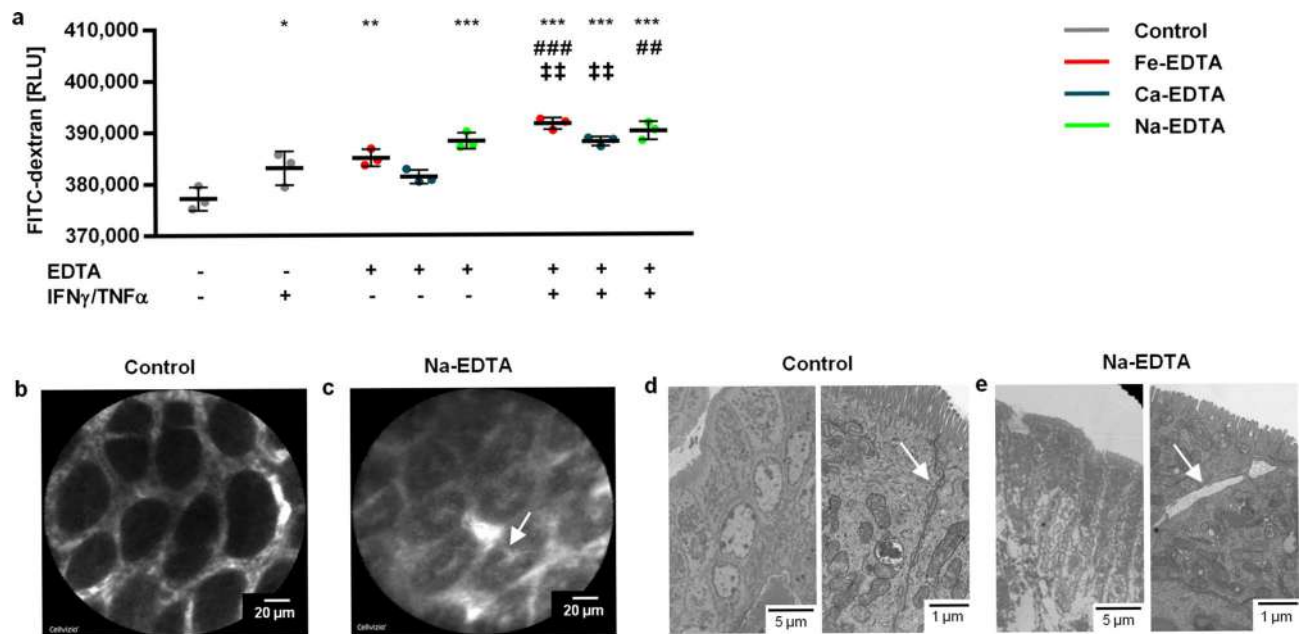 a
410,000
400,000
390,000
380,000
370,000
FITC-dextran [RLU]
* ** *** *** *** ***
### ##
‡‡ ‡‡
Control
Fe-EDTA
Ca-EDTA
Na-EDTA
EDTA - - + + + + + +
IFNγ/TNFα - + - - - + + +
Control Na-EDTA Control Na-EDTA
b c d e
20 µm 20 µm 5 µm 1 µm 5 µm 1 µm
Cellvizio' Cellvizio'